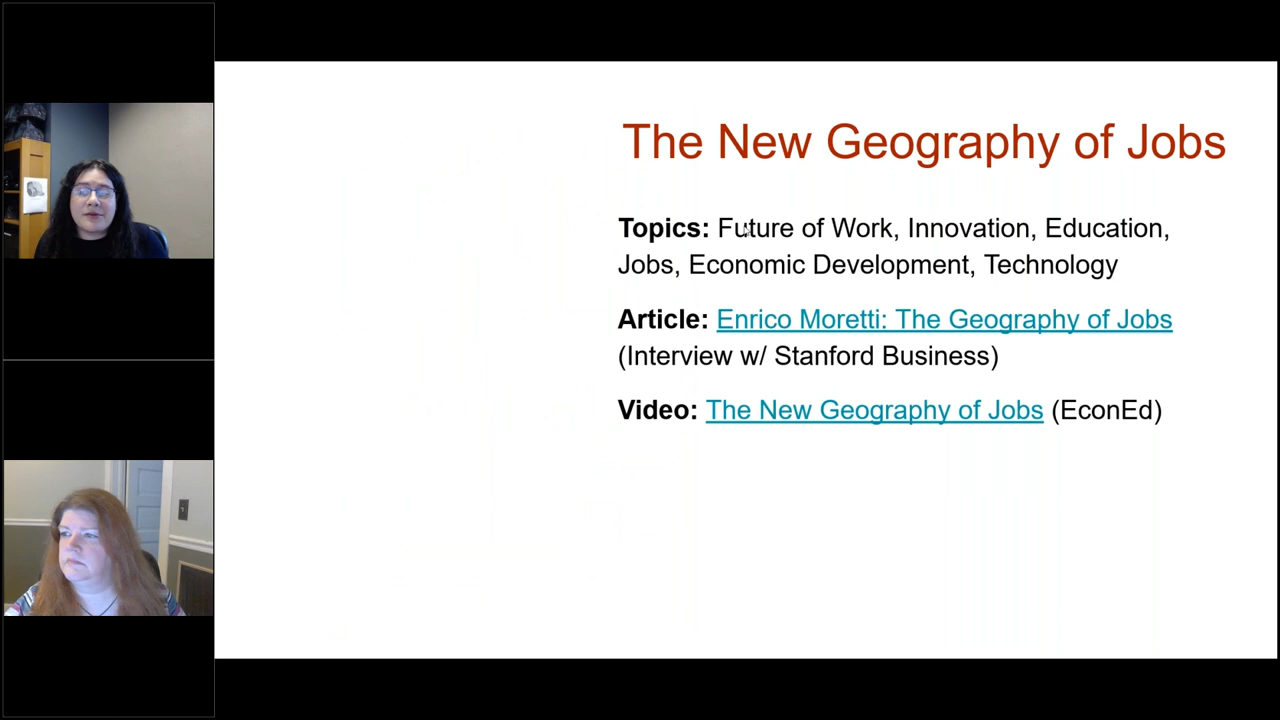 The New Geography of Jobs
Topics: Future of Work, Innovation, Education,
Jobs, Economic Development, Technology
Article: Enrico Moretti: The Geography of Jobs
(Interview w/ Stanford Business)
Video: The New Geography of Jobs (EconEd)